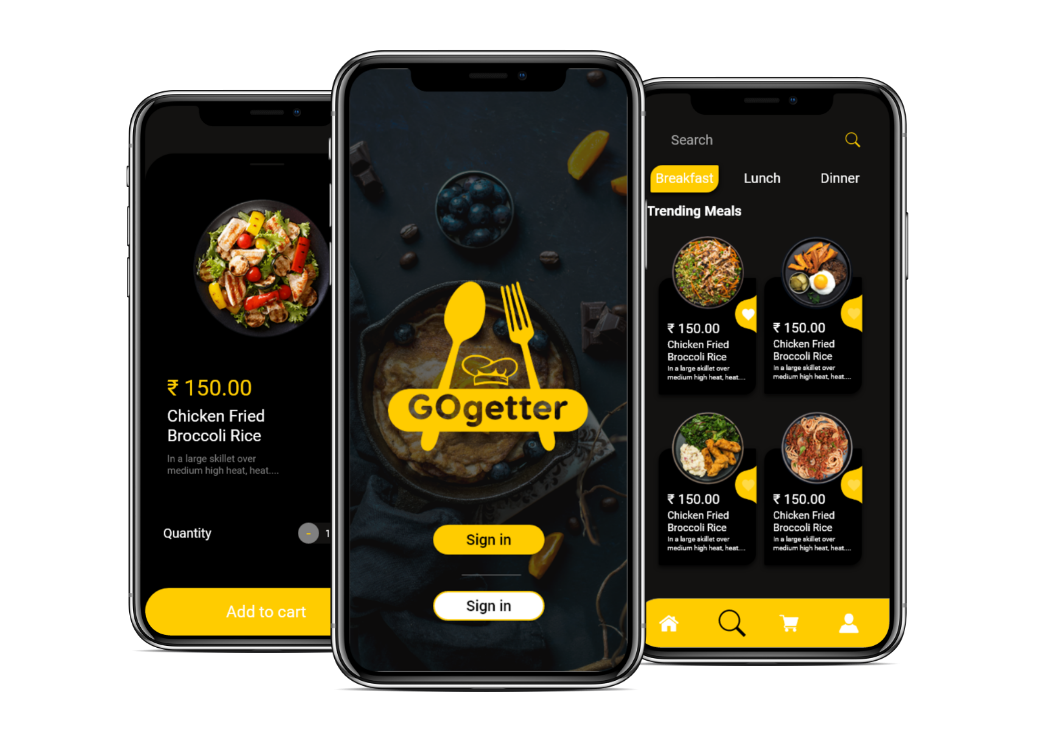 ₹ 150.00
Chicken Fried
Broccoli Rice
In a large skillet over
medium high heat, heat....
Quantity
- 1
Add to cart
GOgetter
Sign in
Sign in
Search
Breakfast Lunch Dinner
Trending Meals
₹ 150.00
Chicken Fried
Broccoli Rice
In a large skillet over
medium high heat, heat....
₹ 150.00
Chicken Fried
Broccoli Rice
In a large skillet over
medium high heat, heat....
₹ 150.00
Chicken Fried
Broccoli Rice
In a large skillet over
medium high heat, heat....
₹ 150.00
Chicken Fried
Broccoli Rice
In a large skillet over
medium high heat, heat....